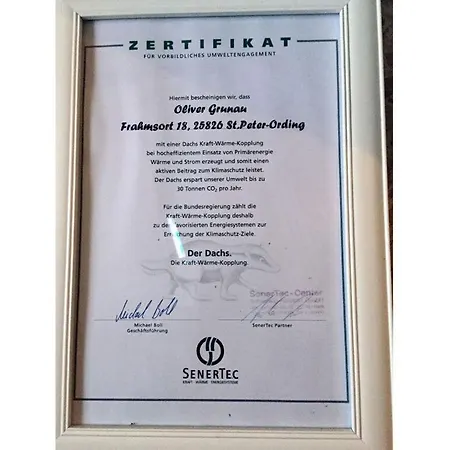 ZERTIFIKAT
FÜR VORBILDLICHES UMWELTENGAGEMENT
Hiermit bescheinigen wir, dass
Oliver Grunau
Frahmsort 18, 25826 St.Peter-Ording
mit einer Dachs Kraft-Wärme-Kopplung
bei hocheffizientem Einsatz von Primärenergie
Wärme und Strom erzeugt und somit einen
aktiven Beitrag zum Klimaschutz leistet.
Der Dachs erspart unserer Umwelt bis zu
30 Tonnen CO₂ pro Jahr.
Für die Bundesregierung zählt die
Kraft-Wärme-Kopplung deshalb
zu den favorisierten Energiesystemen zur
Erreichung der Klimaschutz-Ziele.
Der Dachs.
Die Kraft-Wärme-Kopplung.
SenerTec-Center
Michael Boll
Michael Boll
Geschäftsführung
SenerTec Partner
SENERTEC
KRAFT-WÄRME-ENERGIESYSTEME